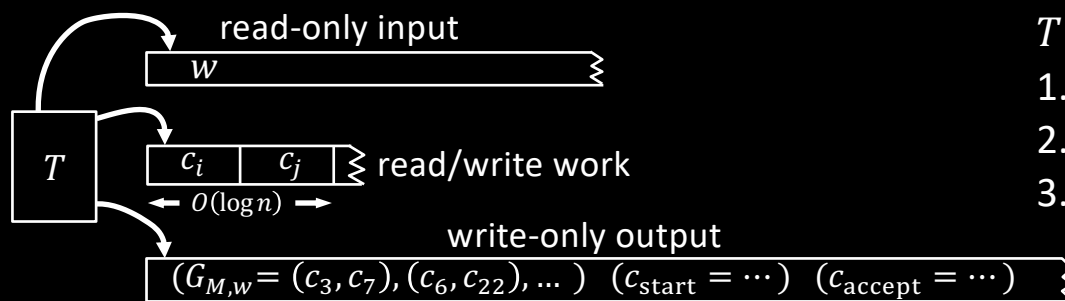 read-only input
w
T
c_i c_j
read/write work
O(log n)
write-only output
(G_{M,w} = (c_3, c_7), (c_6, c_22), … ) (c_start = ⋯) (c_accept = ⋯)
T
1.
2.
3.